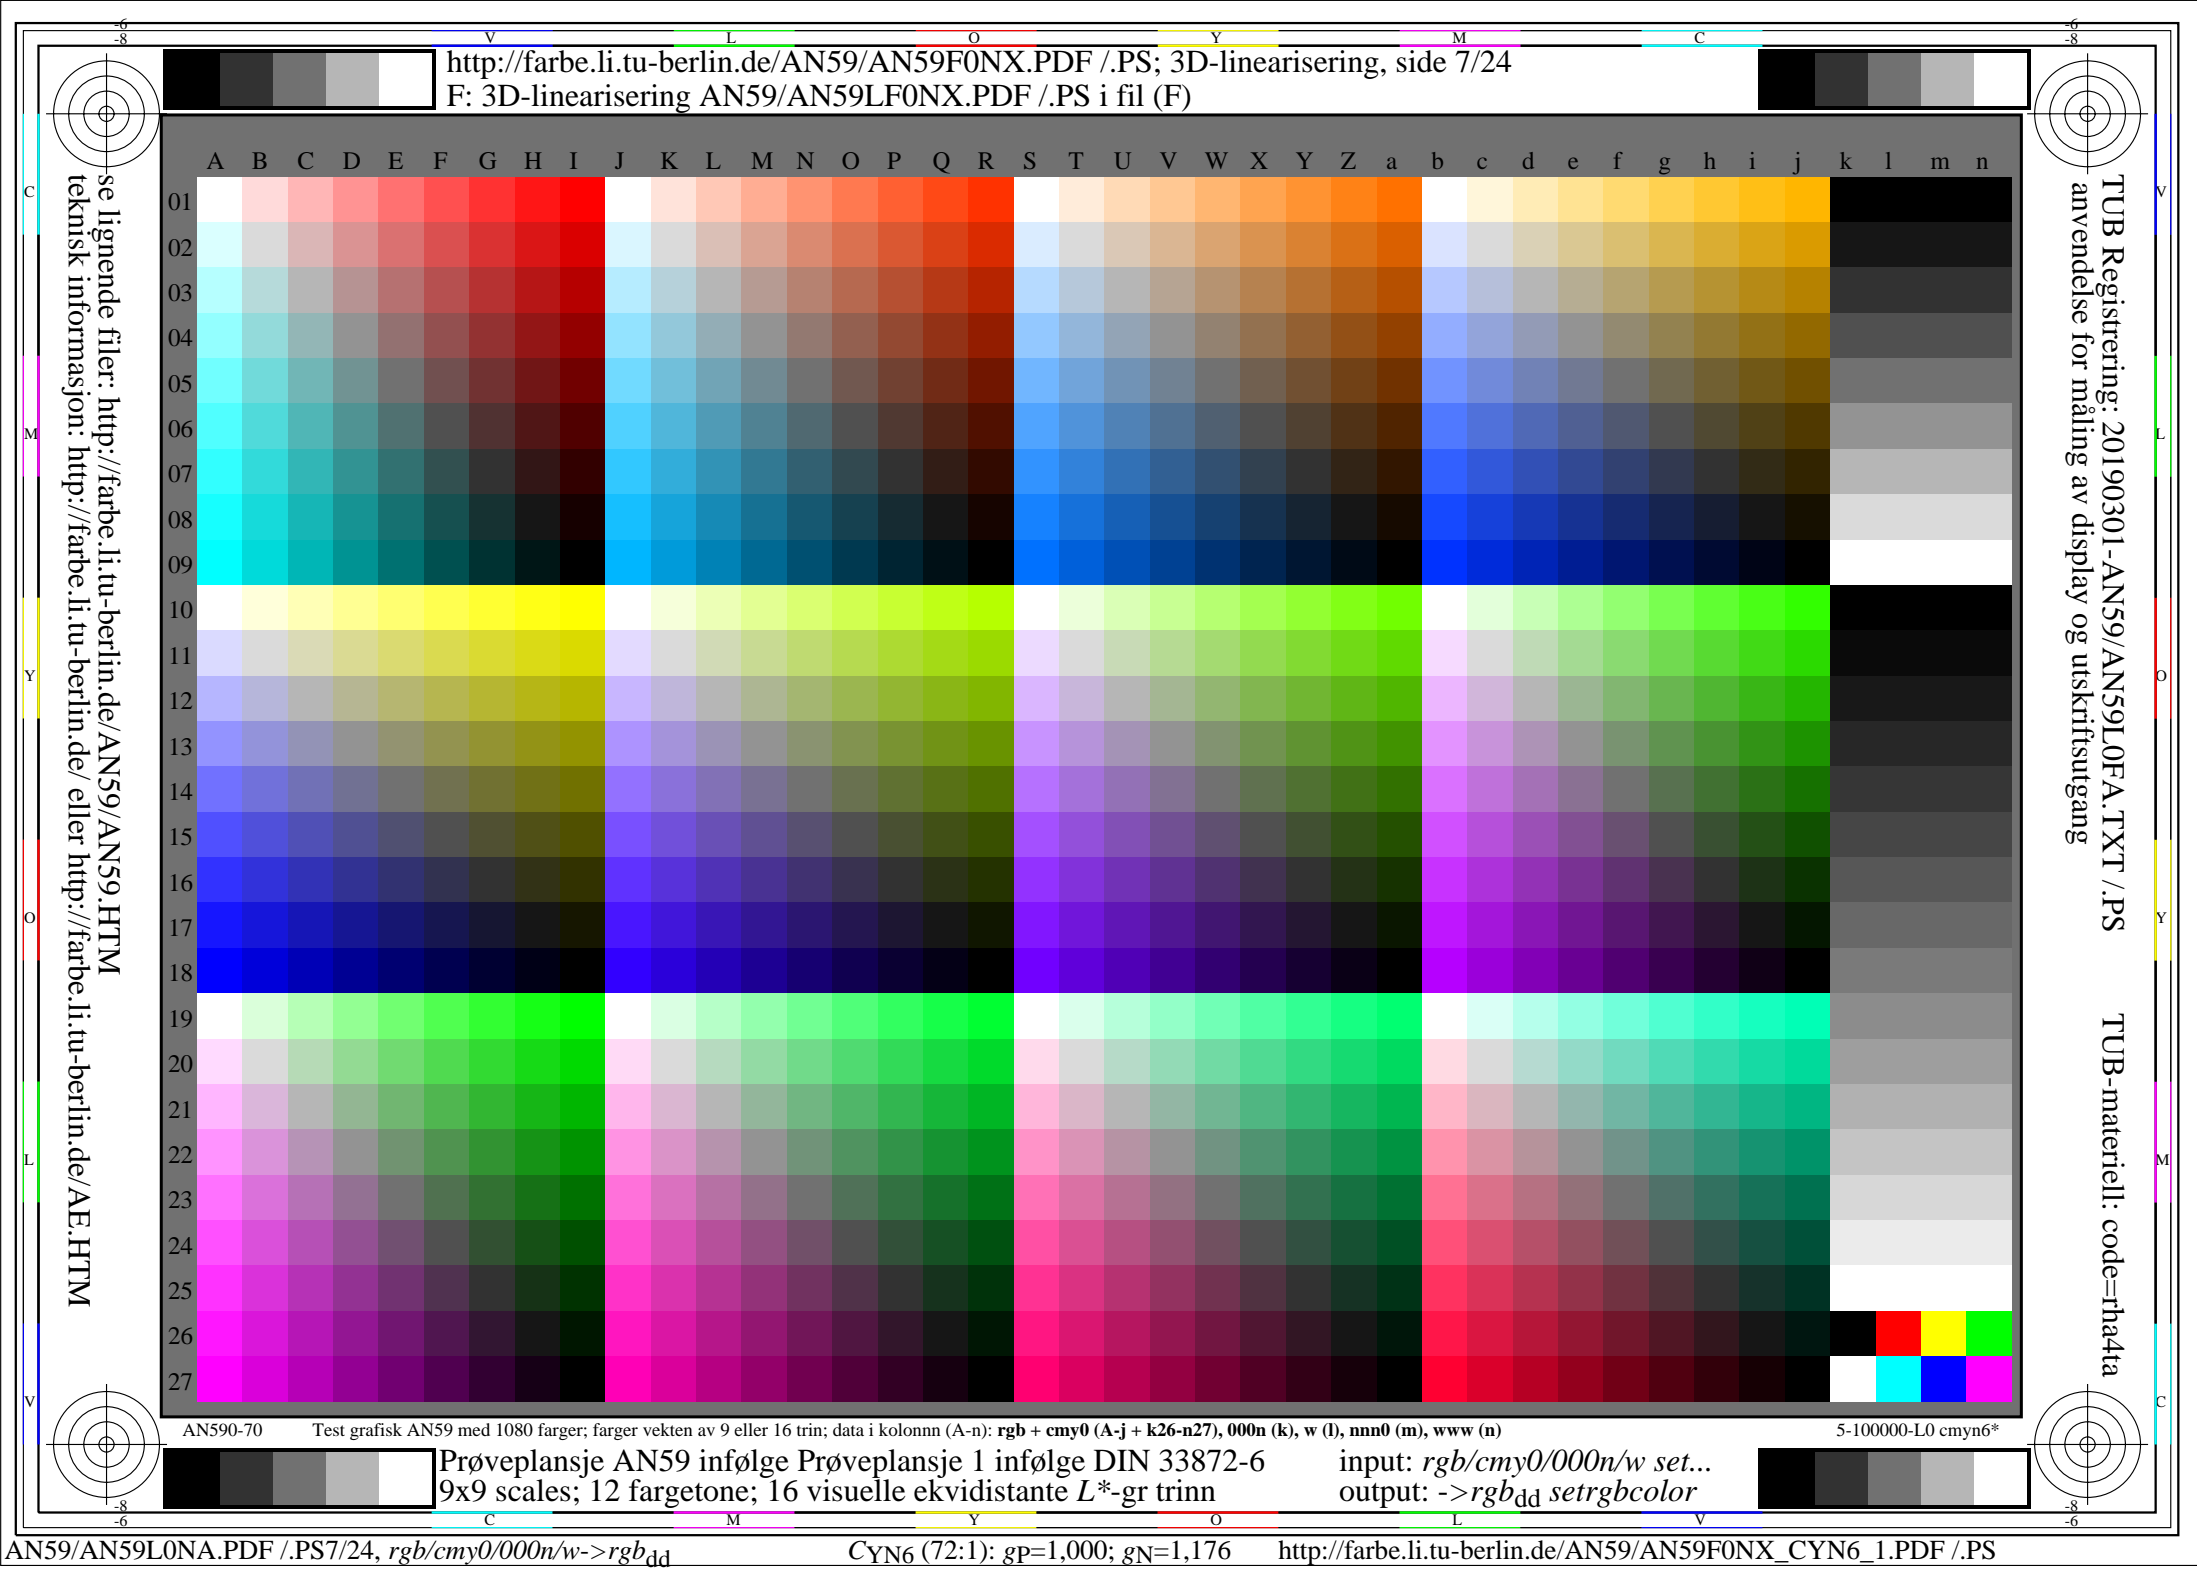 -6
-8
V L O Y M C
-6
-8
http://farbe.li.tu-berlin.de/AN59/AN59F0NX.PDF /.PS; 3D-linearisering, side 7/24
F: 3D-linearisering AN59/AN59LF0NX.PDF /.PS i fil (F)
se lignende filer: http://farbe.li.tu-berlin.de/AN59/AN59.HTM
teknisk informasjon: http://farbe.li.tu-berlin.de/ eller http://farbe.li.tu-berlin.de/AE.HTM
C
M
Y
O
L
V
A B C D E F G H I J K L M N O P Q R S T U V W X Y Z a b c d e f g h i j k l m n
01
02
03
04
05
06
07
08
09
10
11
12
13
14
15
16
17
18
19
20
21
22
23
24
25
26
27
TUB Registrering: 20190301-AN59/AN59L0FA.TXT /.PS
anvendelse for måling av display og utskriftsutgang
TUB-materiell: code=rha4ta
V
L
O
Y
M
C
AN590-70
Test grafisk AN59 med 1080 farger; farger vekten av 9 eller 16 trin; data i kolonnn (A-n): rgb + cmy0 (A-j + k26-n27), 000n (k), w (l), nnn0 (m), www (n)
5-100000-L0 cmyn6*
Prøveplansje AN59 infølge Prøveplansje 1 infølge DIN 33872-6
9x9 scales; 12 fargetone; 16 visuelle ekvidistante L*-gr trinn
input: rgb/cmy0/000n/w set...
output: ->rgbdd setrgbcolor
-8
-6
C M Y O L V
-8
-6
AN59/AN59L0NA.PDF /.PS7/24, rgb/cmy0/000n/w->rgbdd
CYN6 (72:1): gP=1,000; gN=1,176
http://farbe.li.tu-berlin.de/AN59/AN59F0NX_CYN6_1.PDF /.PS